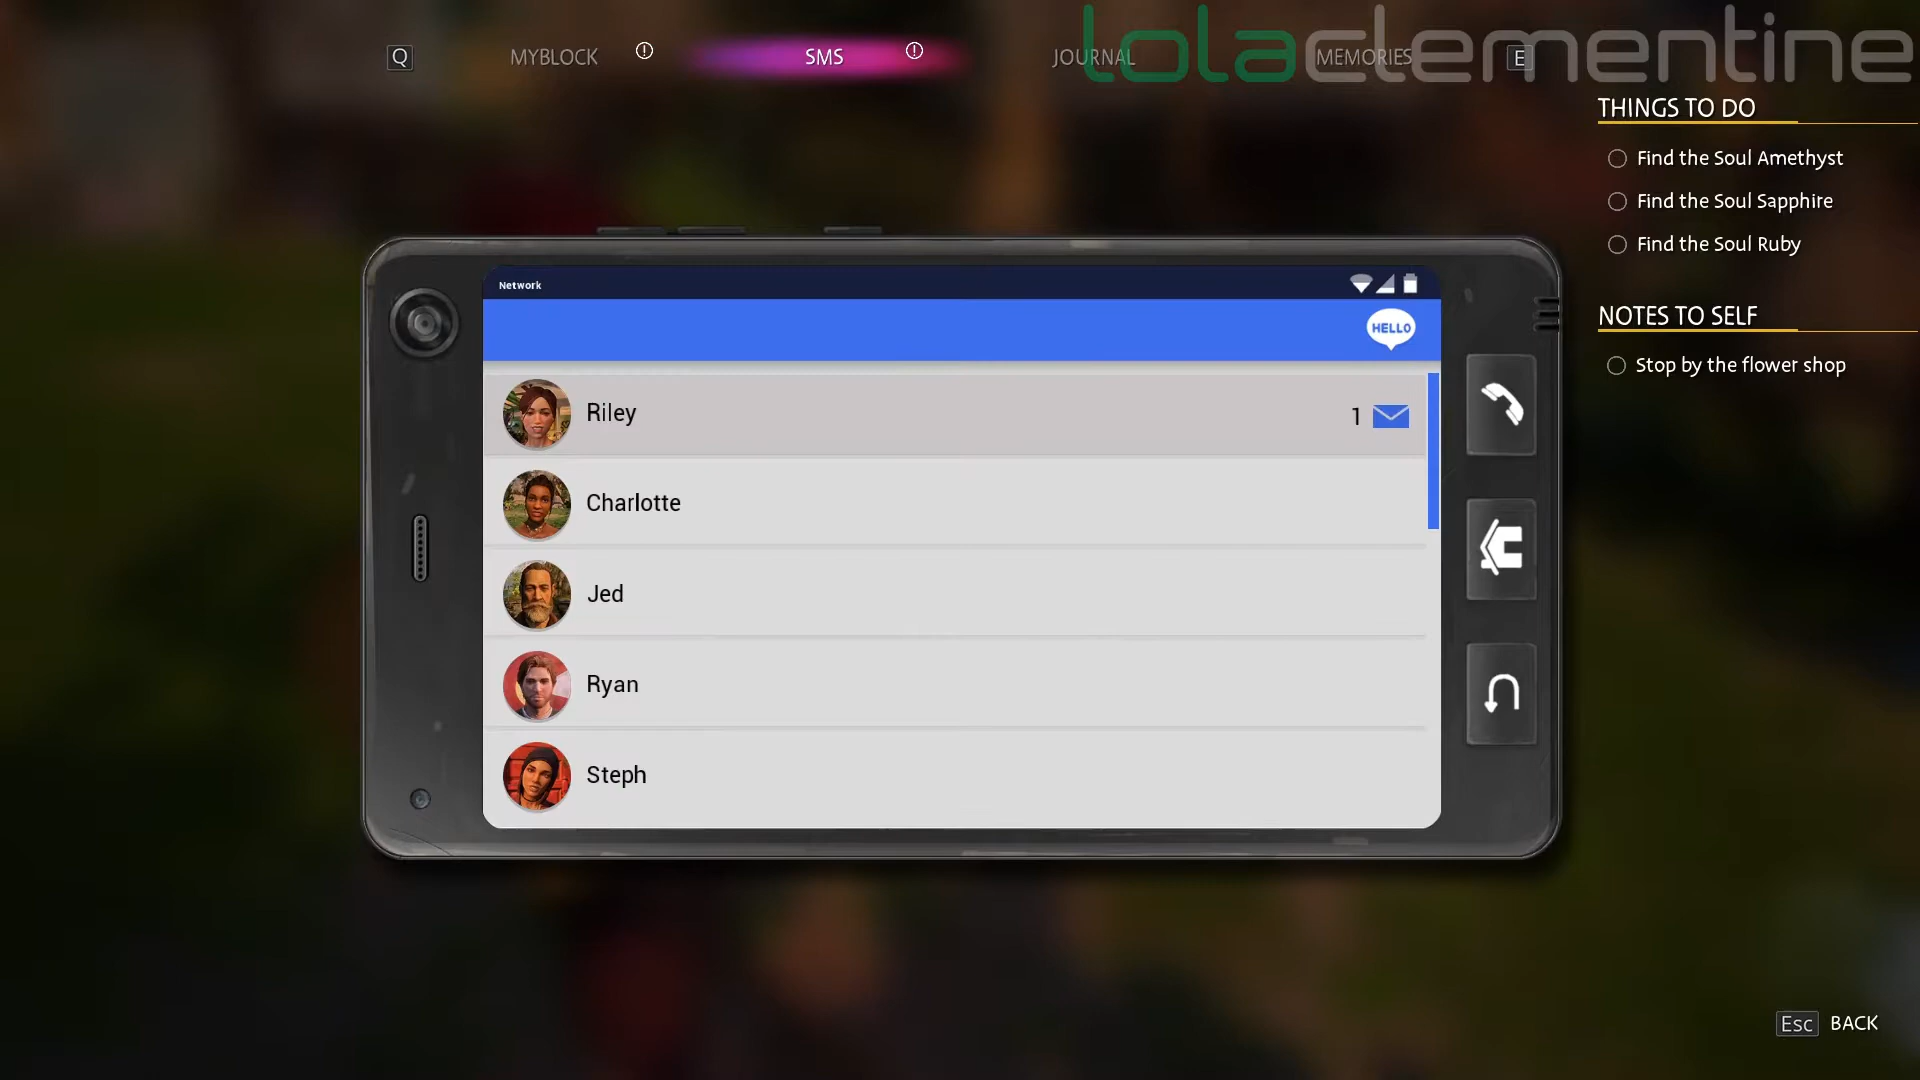 lolaclementine
Q MYBLOCK SMS JOURNAL MEMORIES E
THINGS TO DO
Find the Soul Amethyst
Find the Soul Sapphire
Find the Soul Ruby
NOTES TO SELF
Stop by the flower shop
Network
HELLO
Riley 1
Charlotte
Jed
Ryan
Steph
Esc BACK